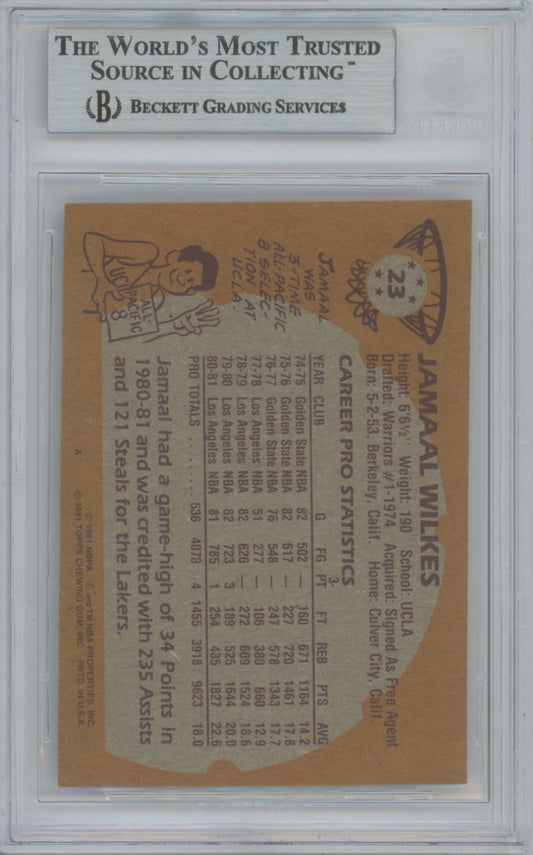 THE WORLD'S MOST TRUSTED
SOURCE IN COLLECTING™
(B) BECKETT GRADING SERVICES
23
JAMAAL WILKES
Height: 6'6½" Weight: 190 School: UCLA
Drafted: Warriors #1-1974 Acquired: Signed As Free Agent
Born: 5-2-53, Berkeley, Calif. Home: Culver City, Calif.
CAREER PRO STATISTICS
YEAR CLUB G FG 3-PT FT REB PTS AVG
74-75 Golden State NBA 82 502 — 160 671 1164 14.2
75-76 Golden State NBA 82 617 — 227 720 1461 17.8
76-77 Golden State NBA 76 548 — 247 578 1343 17.7
77-78 Los Angeles NBA 51 277 — 106 380 660 12.9
78-79 Los Angeles NBA 82 626 — 272 609 1524 18.6
79-80 Los Angeles NBA 82 723 3 189 525 1644 20.0
80-81 Los Angeles NBA 81 785 1 254 435 1827 22.6
PRO TOTALS . . . . . . . 536 4078 4 1455 3918 9623 18.0
JAMAAL
WAS
3-TIME
ALL-PACIFIC
8 SELEC-
TION AT
UCLA.
UCLA
ALL-
PACIFIC
8
Jamaal had a game-high of 34 Points in
1980-81 and was credited with 235 Assists
and 121 Steals for the Lakers.
© 1981 NBPA © and TM NBA PROPERTIES, INC.
A © 1981 TOPPS CHEWING GUM, INC. PRTD. IN U.S.A.